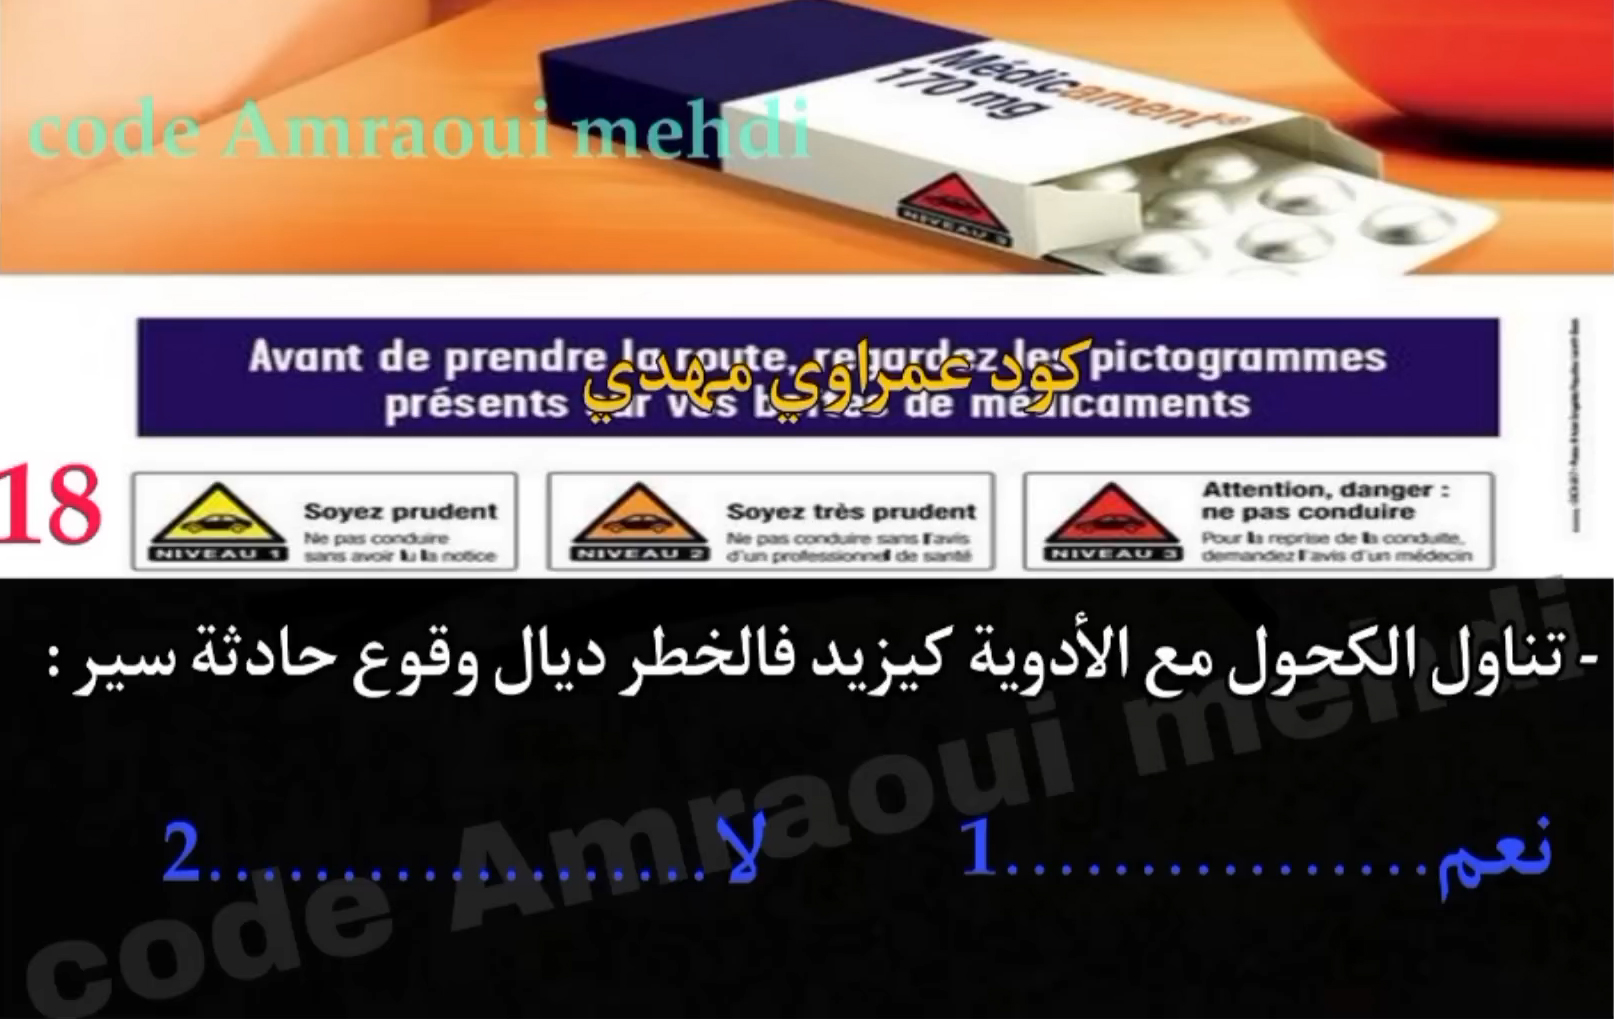 Médicament
170 mg
NIVEAU 3
code Amraoui mehdi
Avant de prendre la route, regardez les pictogrammes
présents sur vos boîtes de médicaments
كود عمراوي مهدي
18
Soyez prudent
Ne pas conduire
sans avoir lu la notice
NIVEAU 1
Soyez très prudent
Ne pas conduire sans l'avis
d'un professionnel de santé
NIVEAU 2
Attention, danger :
ne pas conduire
Pour la reprise de la conduite,
demandez l'avis d'un médecin
NIVEAU 3
- تناول الكحول مع الأدوية كيزيد فالخطر ديال وقوع حادثة سير :
نعم................1 لا...................2
code Amraoui mehdi